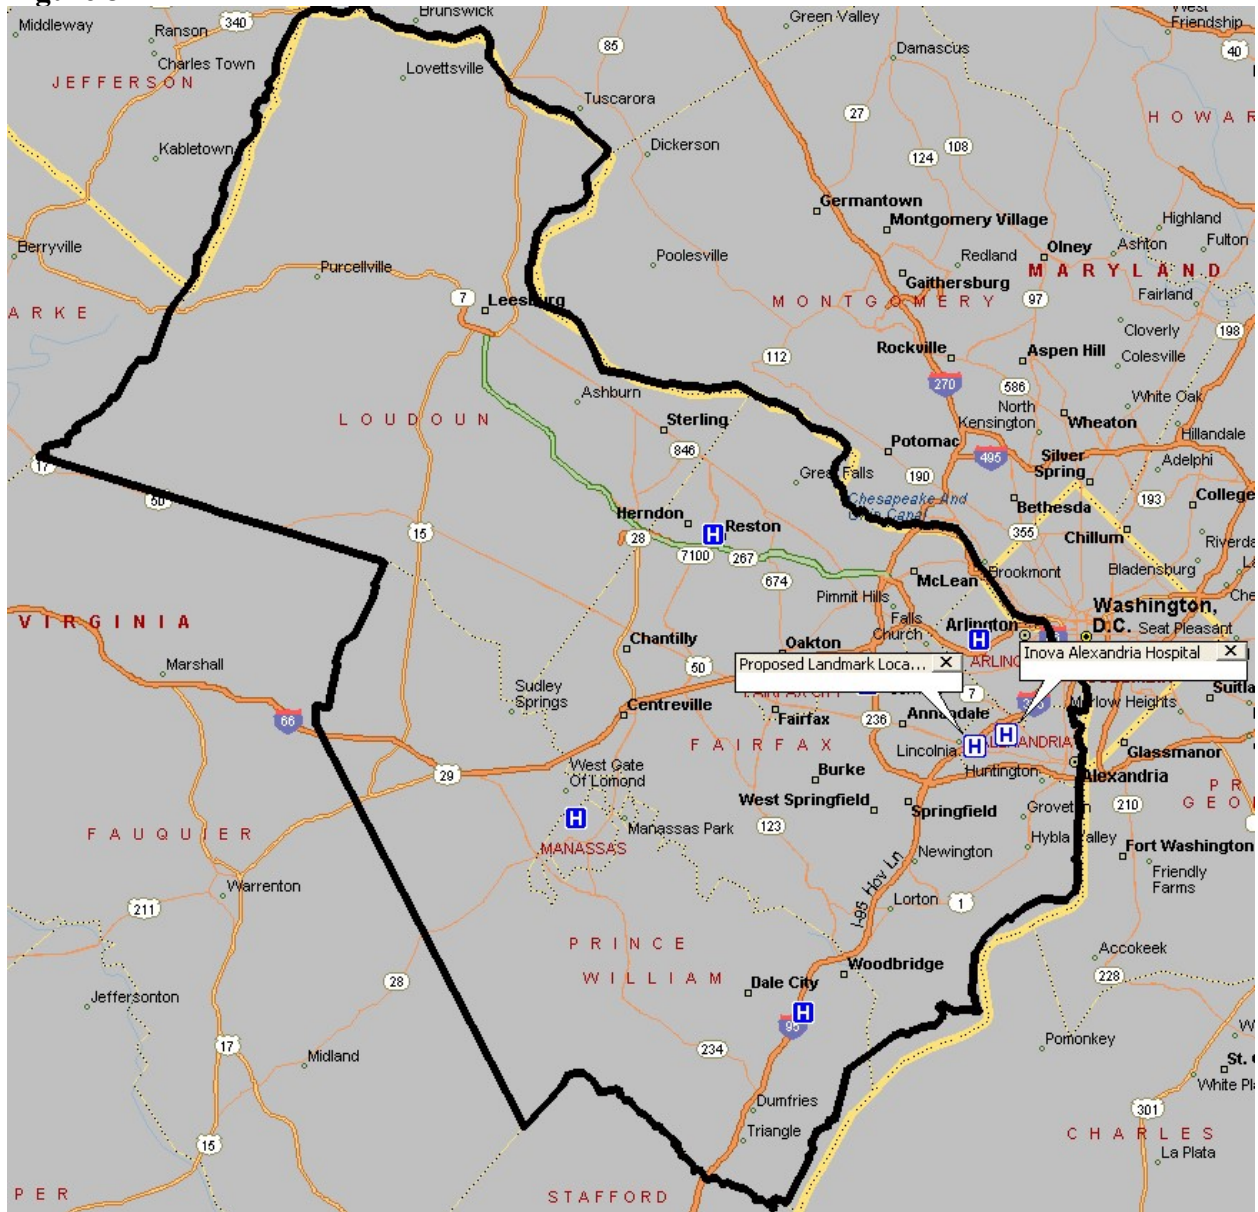 Brunswick
Middleway
Ranson
340
Green Valley
West
Friendship
Charles Town
85
Damascus
40
JEFFERSON
Lovettsville
Tuscarora
27
HOWAR
Kabletown
Dickerson
124
108
Germantown
Montgomery Village
Highland
Berryville
Purcellville
Poolesville
Redland
Olney
Ashton
Fulton
Gaithersburg
MARYLAND
7
Leesburg
MONTGOMERY
97
Fairland
ARKE
Cloverly
198
112
Rockville
Aspen Hill
Colesville
270
586
Ashburn
North
Kensington
White Oak
LOUDOUN
Sterling
Wheaton
Hillandale
846
Potomac
495
Silver
Spring
Adelphi
17
Great Falls
190
193
College
50
Chesapeake And
Bethesda
Herndon
H
Reston
355
Chillum
15
28
7100
267
Riverda
674
McLean
Brookmont
Bladensburg
Pimmit Hills
Washington,
D.C.
Seat Pleasant
VIRGINIA
Falls
Church
Arlington
H
Chantilly
Oakton
Marshall
50
Proposed Landmark Loca...
X
Inova Alexandria Hospital
X
Sudley
Springs
7
Marlow Heights
Suitla
66
Centreville
Fairfax
236
Annandale
FAIRFAX
Lincolnia
H
H
ALEXANDRIA
Glassmanor
29
West Gate
Of Lomond
Burke
Huntington
Alexandria
West Springfield
Springfield
Groveton
210
PR
GEO
H
Manassas Park
123
FAUQUIER
MANASSAS
Newington
Hybla Valley
Fort Washington
Friendly
Farms
Warrenton
I-95 Hov Ln
211
Lorton
1
PRINCE
WILLIAM
Accokeek
Woodbridge
228
28
Dale City
Jeffersonton
H
95
Pomonkey
17
Midland
234
St.
White Pl
Dumfries
301
15
Triangle
CHARLES
La Plata
PER
STAFFORD